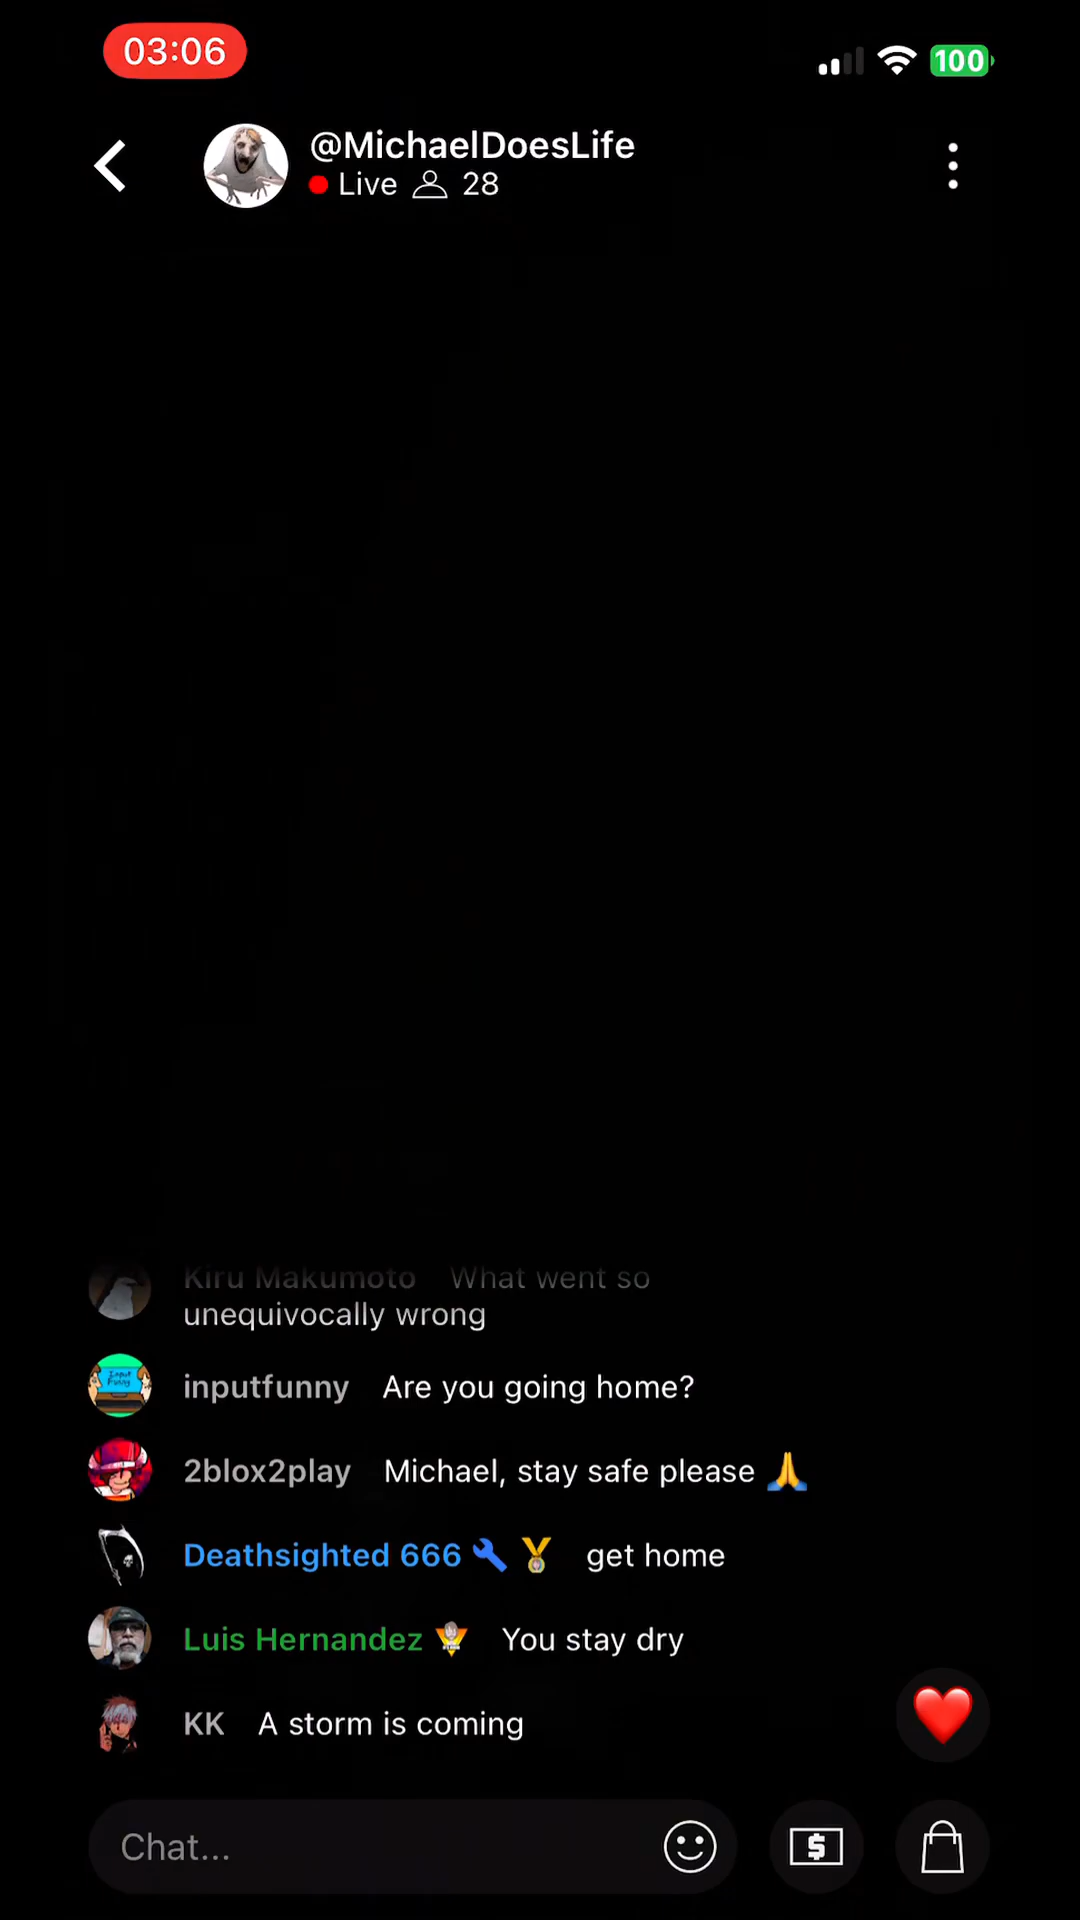 03:06
100
@MichaelDoesLife
Live 28
Kiru Makumoto What went so
unequivocally wrong
inputfunny Are you going home?
2blox2play Michael, stay safe please 🙏
Deathsighted 666 🔧 🏅 get home
Luis Hernandez You stay dry
KK A storm is coming
Chat...